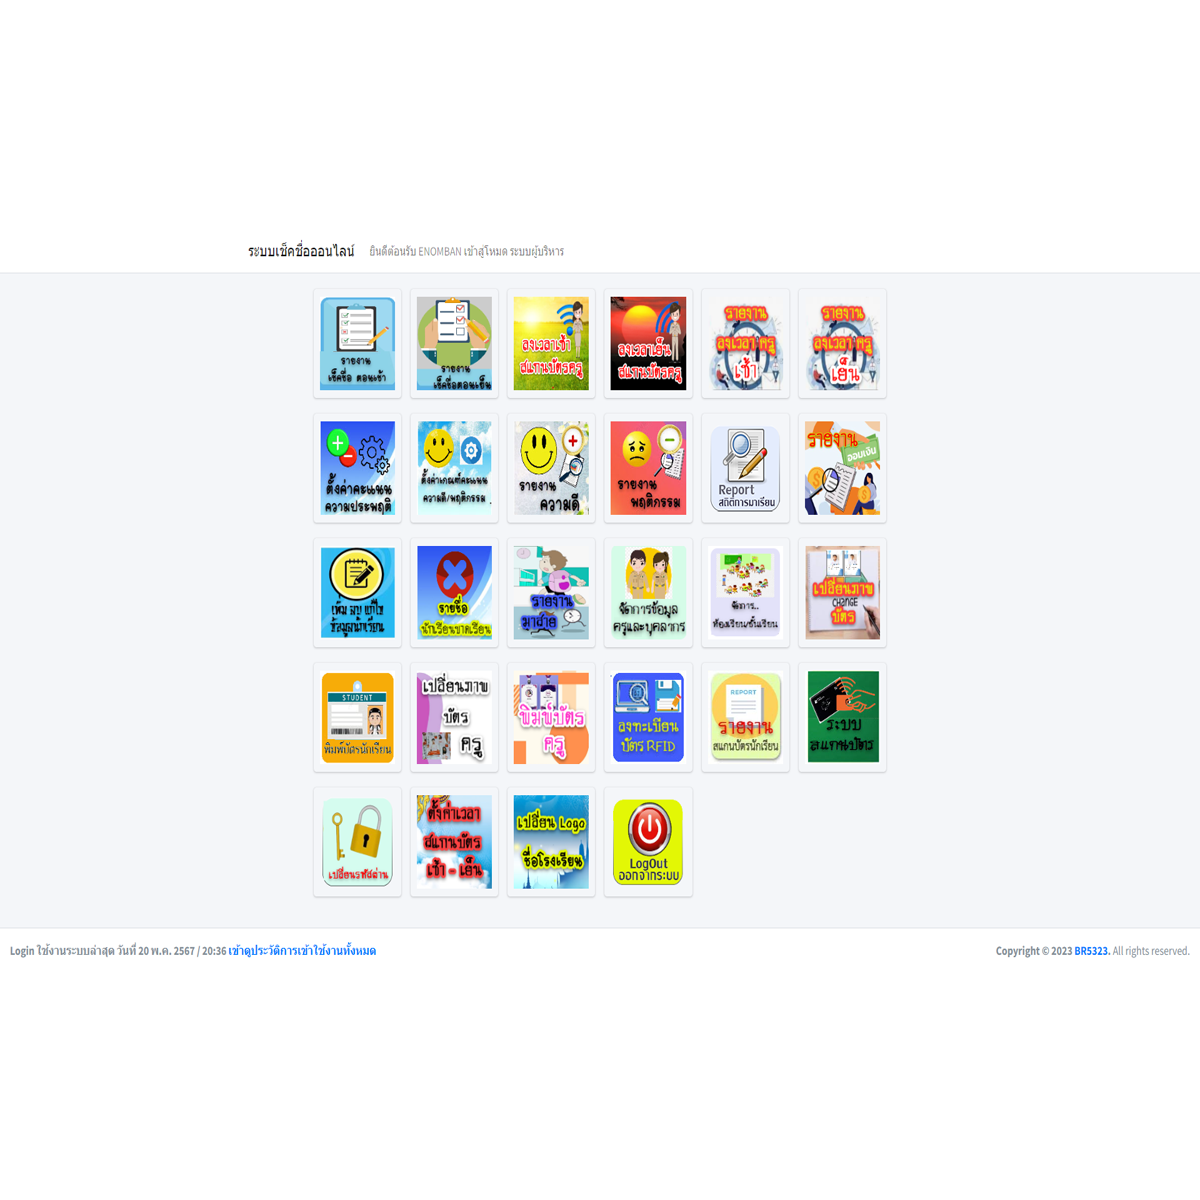 ระบบเช็คชื่อออนไลน์ ยินดีต้อนรับ ENOMBAN เข้าสู่โหมด ระบบผู้บริหาร
รายงาน
เช็คชื่อ ตอนเช้า
รายงาน
เช็คชื่อตอนเย็น
ลงเวลาเช้า
สแกนบัตรครู
ลงเวลาเย็น
สแกนบัตรครู
รายงาน
ลงเวลา ครู
เช้า
รายงาน
ลงเวลา ครู
เย็น
ตั้งค่าคะแนน
ความประพฤติ
ตั้งค่าเกณฑ์คะแนน
ความดี/พฤติกรรม
รายงาน
ความดี
รายงาน
พฤติกรรม
Report
สถิติการมาเรียน
รายงาน
ออมเงิน
เพิ่ม ลบ แก้ไข
ข้อมูลนักเรียน
รายชื่อ
นักเรียนขาดเรียน
รายงาน
มาสาย
จัดการข้อมูล
ครูและบุคลากร
จัดการ..
ห้องเรียน/ชั้นเรียน
เปลี่ยนภาพ
CHANGE
บัตร
STUDENT
พิมพ์บัตรนักเรียน
เปลี่ยนภาพ
บัตร
ครู
พิมพ์บัตร
ครู
ลงทะเบียน
บัตร RFID
REPORT
รายงาน
สแกนบัตรนักเรียน
ระบบ
สแกนบัตร
เปลี่ยนรหัสผ่าน
ตั้งค่าเวลา
สแกนบัตร
เช้า - เย็น
เปลี่ยน Logo
ชื่อโรงเรียน
LogOut
ออกจากระบบ
Login ใช้งานระบบล่าสุด วันที่ 20 พ.ค. 2567 / 20:36 เข้าดูประวัติการเข้าใช้งานทั้งหมด
Copyright © 2023 BR5323. All rights reserved.